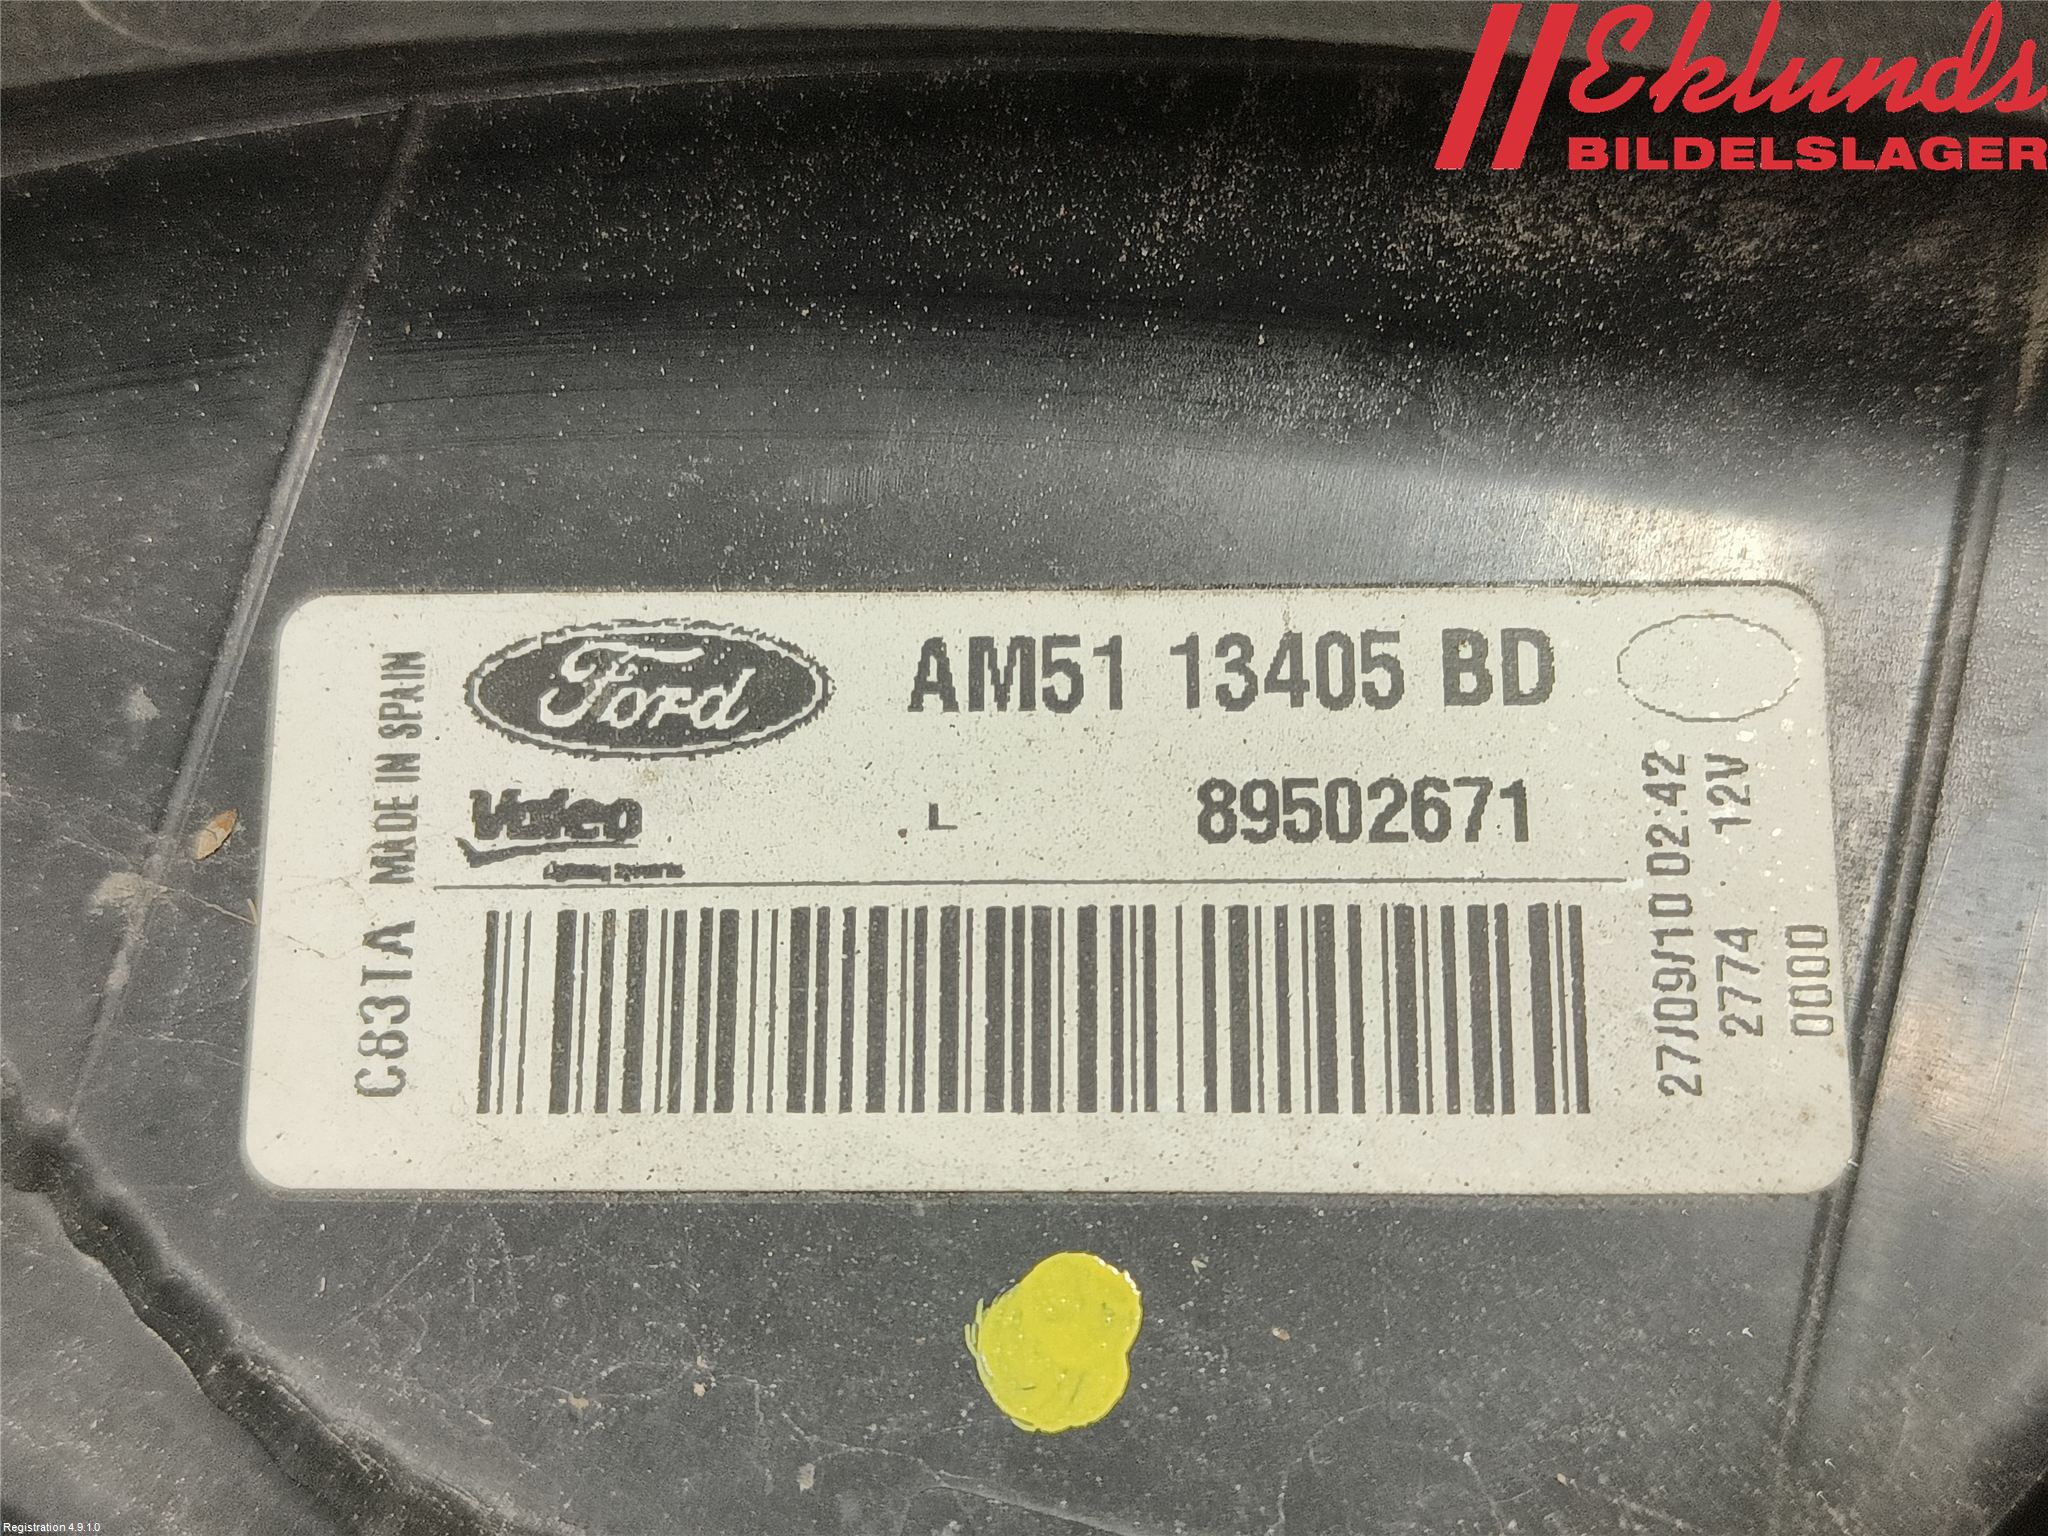 Eklunds
BILDELSLAGER
Ford
AM51 13405 BD
Valeo
L
89502671
C83TA MADE IN SPAIN
27/09/10 02:42
2774 12V
0000
Registration 4.9.1.0